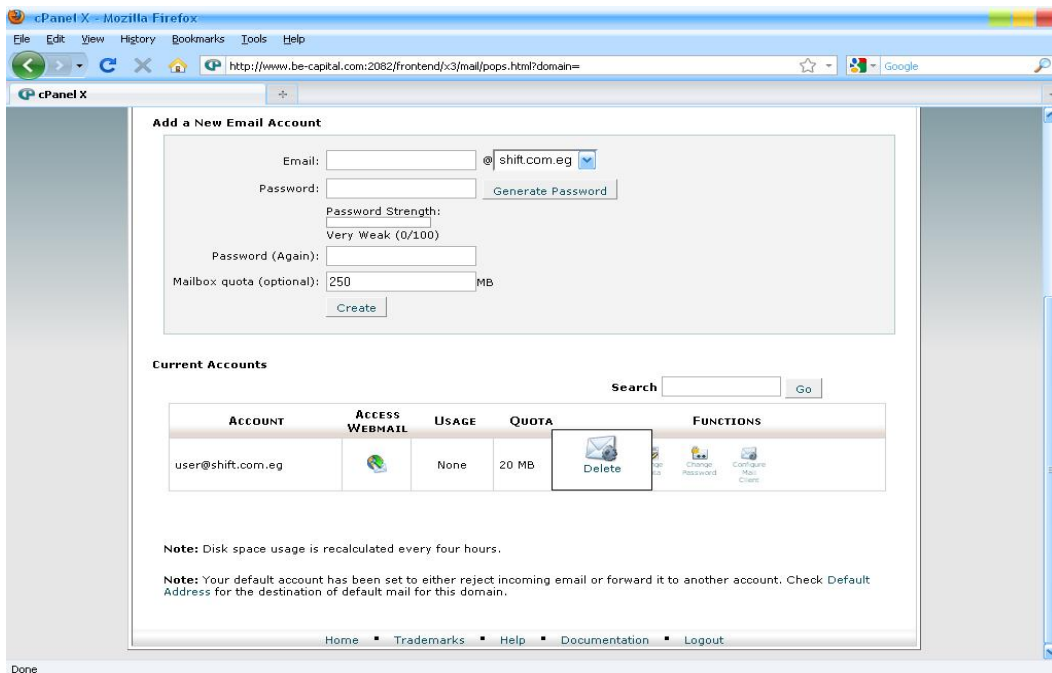 cPanel X - Mozilla Firefox
File Edit View History Bookmarks Tools Help
http://www.be-capital.com:2082/frontend/x3/mail/pops.html?domain= Google
cPanel X
Add a New Email Account
Email: @ shift.com.eg
Password: Generate Password
Password Strength:
Very Weak (0/100)
Password (Again):
Mailbox quota (optional): 250 MB
Create
Current Accounts
Search Go
ACCOUNT ACCESS WEBMAIL USAGE QUOTA FUNCTIONS
user@shift.com.eg None 20 MB Delete Change Password Configure Mail Client
Note: Disk space usage is recalculated every four hours.
Note: Your default account has been set to either reject incoming email or forward it to another account. Check Default
Address for the destination of default mail for this domain.
Home Trademarks Help Documentation Logout
Done